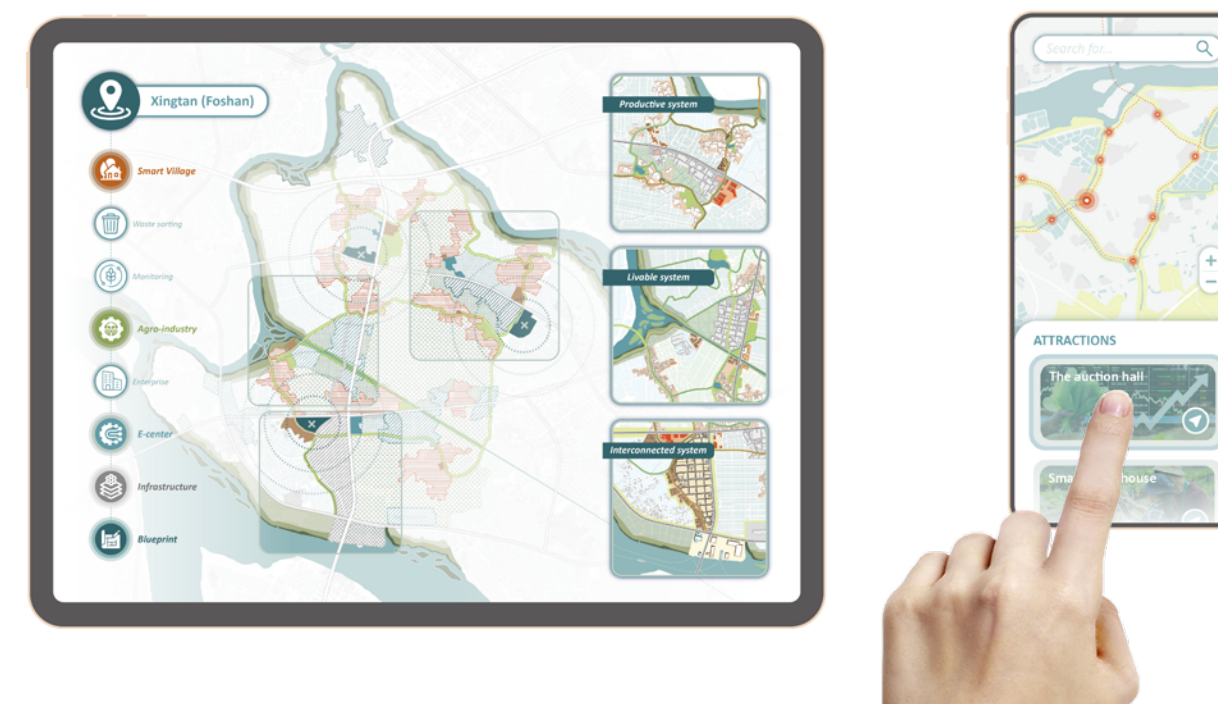 Xingtan (Foshan)
Smart Village
Waste sorting
Monitoring
Agro-industry
Enterprise
E-center
Infrastructure
Blueprint
Productive system
Livable system
Interconnected system
Search for...
ATTRACTIONS
The auction hall
house